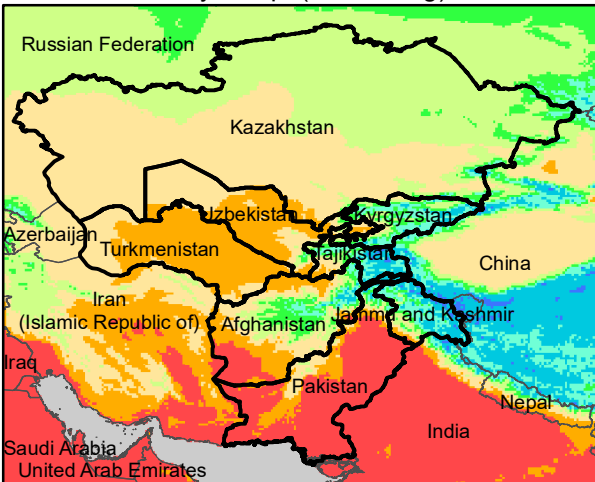 Russian Federation
Kazakhstan
Uzbekistan
Kyrgyzstan
Azerbaijan
Turkmenistan
Tajikistan
China
Iran
(Islamic Republic of)
Afghanistan
Jammu and Kashmir
Iraq
Pakistan
Nepal
India
Saudi Arabia
United Arab Emirates